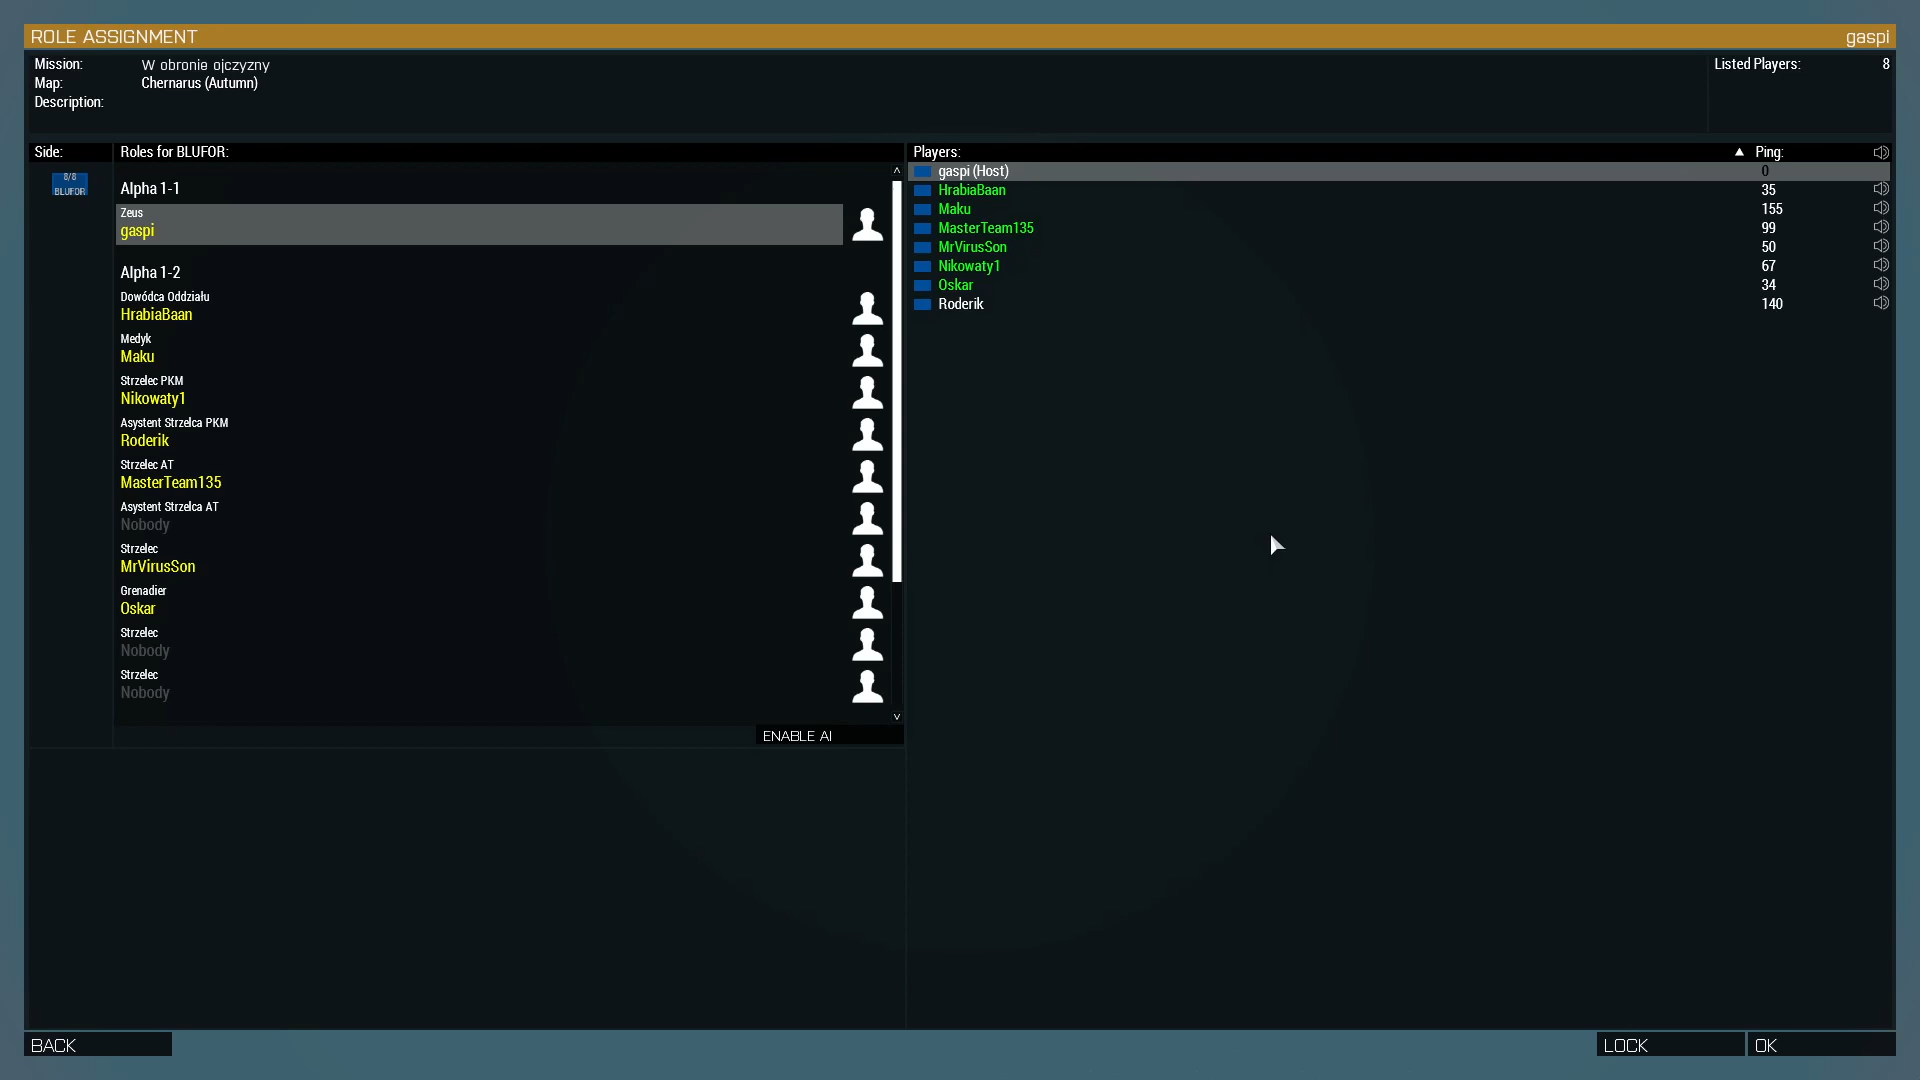 ROLE ASSIGNMENT gaspi
Mission: W obronie ojczyzny Listed Players: 8
Map: Chernarus (Autumn)
Description:
Side: Roles for BLUFOR:
8/8
BLUFOR
Alpha 1-1
Zeus
gaspi
Alpha 1-2
Dowódca Oddziału
HrabiaBaan
Medyk
Maku
Strzelec PKM
Nikowaty1
Asystent Strzelca PKM
Roderik
Strzelec AT
MasterTeam135
Asystent Strzelca AT
Nobody
Strzelec
MrVirusSon
Grenadier
Oskar
Strzelec
Nobody
Strzelec
Nobody
ENABLE AI
Players: Ping:
gaspi (Host) 0
HrabiaBaan 35
Maku 155
MasterTeam135 99
MrVirusSon 50
Nikowaty1 67
Oskar 34
Roderik 140
BACK LOCK OK